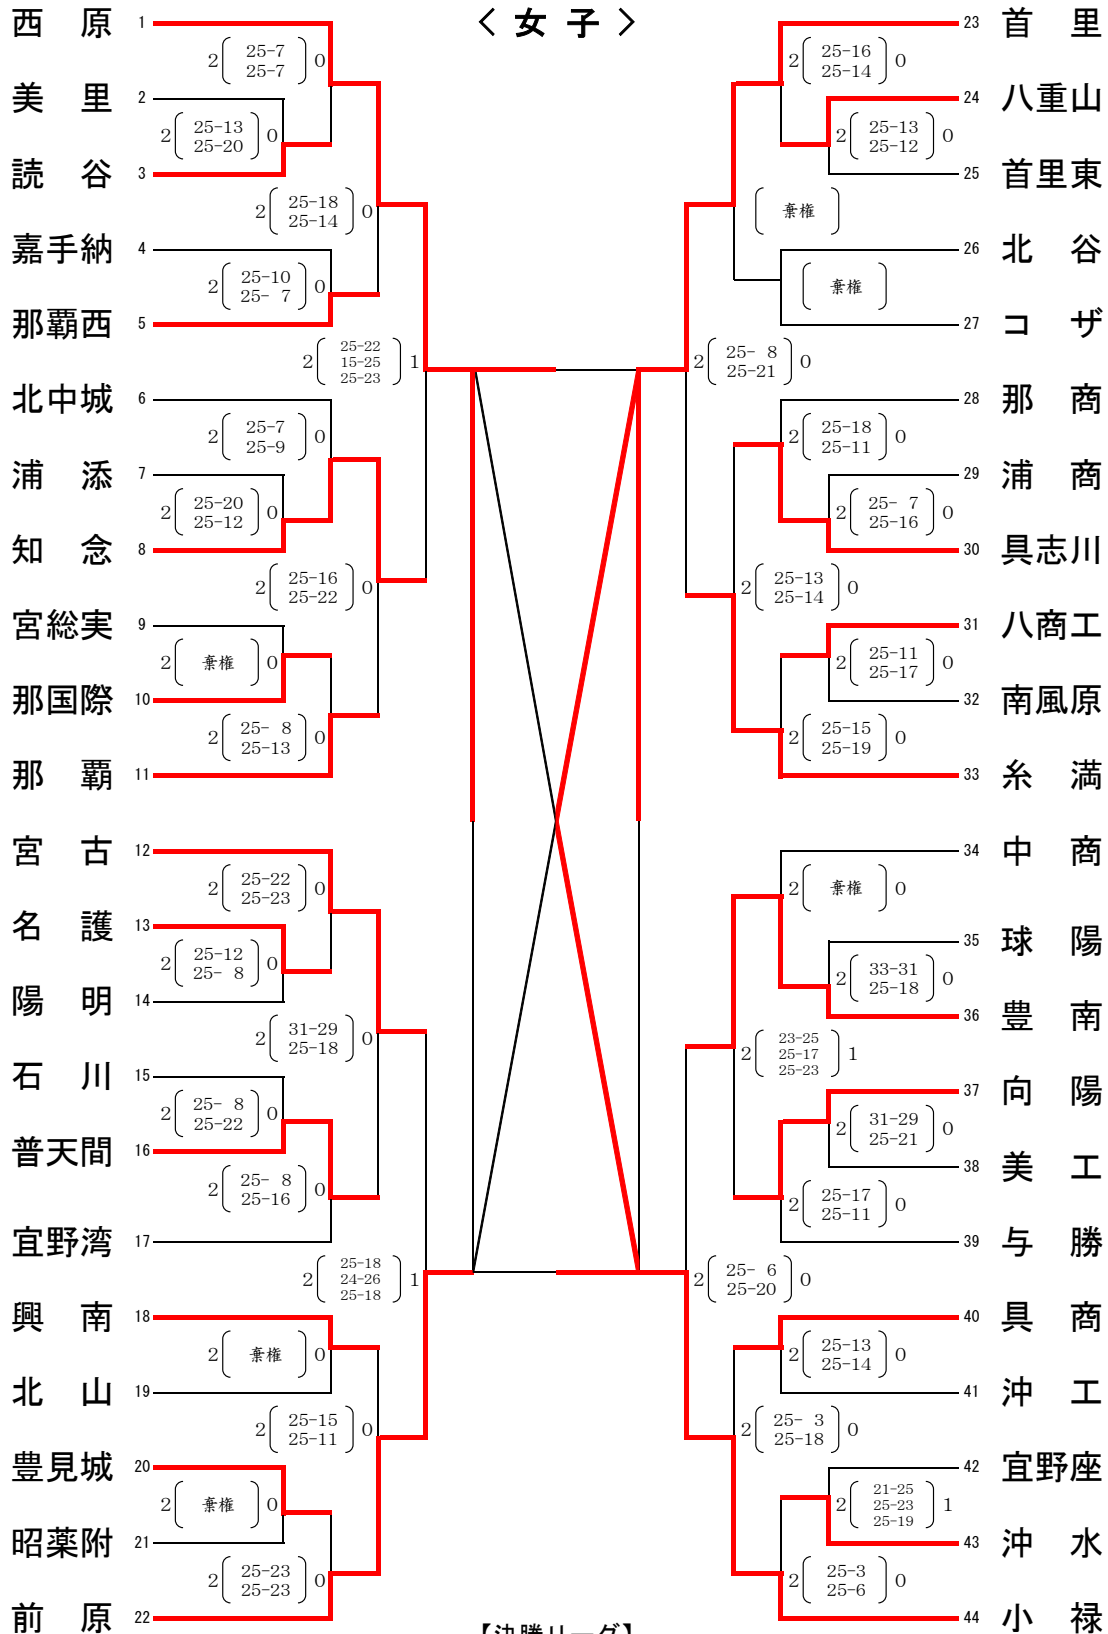 ＜ 女 子 ＞
西 原 1
2 25-7 0
25-7
美 里 2
2 25-13 0
25-20
読 谷 3
2 25-18 0
25-14
嘉手納 4
2 25-10 0
25- 7
那覇西 5
2 25-22 1
15-25
25-23
北中城 6
2 25-7 0
25-9
浦 添 7
2 25-20 0
25-12
知 念 8
2 25-16 0
25-22
宮総実 9
2 棄権 0
那国際 10
2 25- 8 0
25-13
那 覇 11
宮 古 12
2 25-22 0
25-23
名 護 13
2 25-12 0
25- 8
陽 明 14
2 31-29 0
25-18
石 川 15
2 25- 8 0
25-22
普天間 16
2 25- 8 0
25-16
宜野湾 17
2 25-18 1
24-26
25-18
興 南 18
2 棄権 0
北 山 19
2 25-15 0
25-11
豊見城 20
2 棄権 0
昭薬附 21
2 25-23 0
25-23
前 原 22
23 首 里
2 25-16 0
25-14
24 八重山
2 25-13 0
25-12
25 首里東
棄権
26 北 谷
棄権
27 コ ザ
2 25- 8 0
25-21
28 那 商
2 25-18 0
25-11
29 浦 商
2 25- 7 0
25-16
30 具志川
2 25-13 0
25-14
31 八商工
2 25-11 0
25-17
32 南風原
2 25-15 0
25-19
33 糸 満
34 中 商
2 棄権 0
35 球 陽
2 33-31 0
25-18
36 豊 南
2 23-25 1
25-17
25-23
37 向 陽
2 31-29 0
25-21
38 美 工
2 25-17 0
25-11
39 与 勝
2 25- 6 0
25-20
40 具 商
2 25-13 0
25-14
41 沖 工
2 25- 3 0
25-18
42 宜野座
2 21-25 1
25-23
25-19
43 沖 水
2 25-3 0
25-6
44 小 禄
【決勝リーグ】